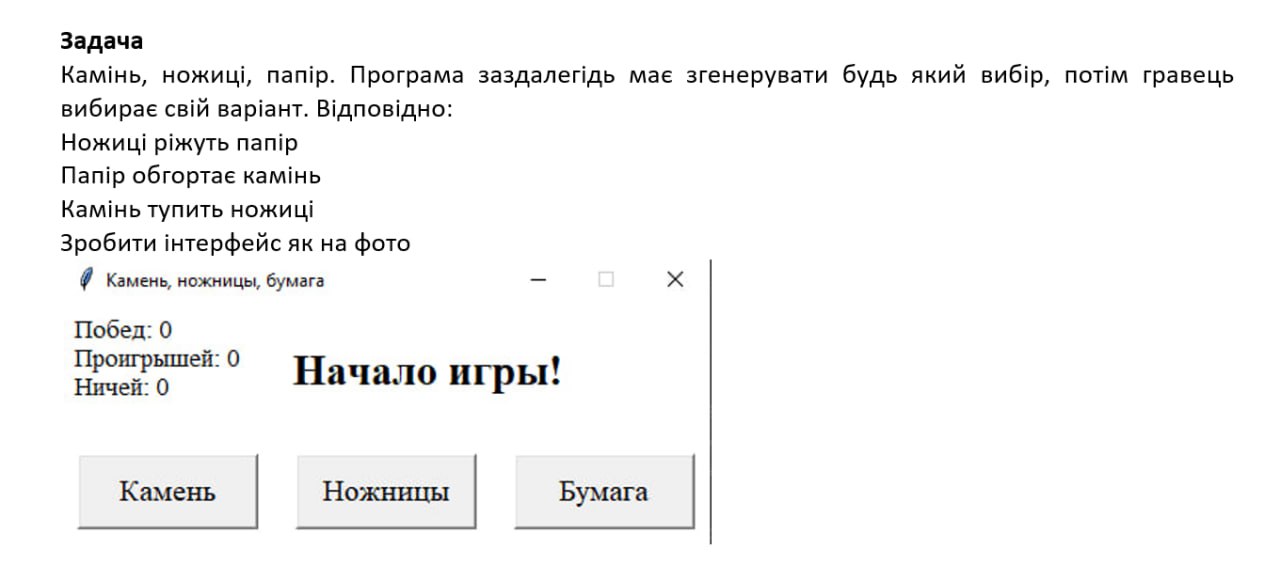 Задача
Камінь, ножиці, папір. Програма заздалегідь має згенерувати будь який вибір, потім гравець
вибирає свій варіант. Відповідно:
Ножиці ріжуть папір
Папір обгортає камінь
Камінь тупить ножиці
Зробити інтерфейс як на фото
Камень, ножницы, бумага
Побед: 0
Проигрышей: 0
Ничей: 0
Начало игры!
Камень Ножницы Бумага